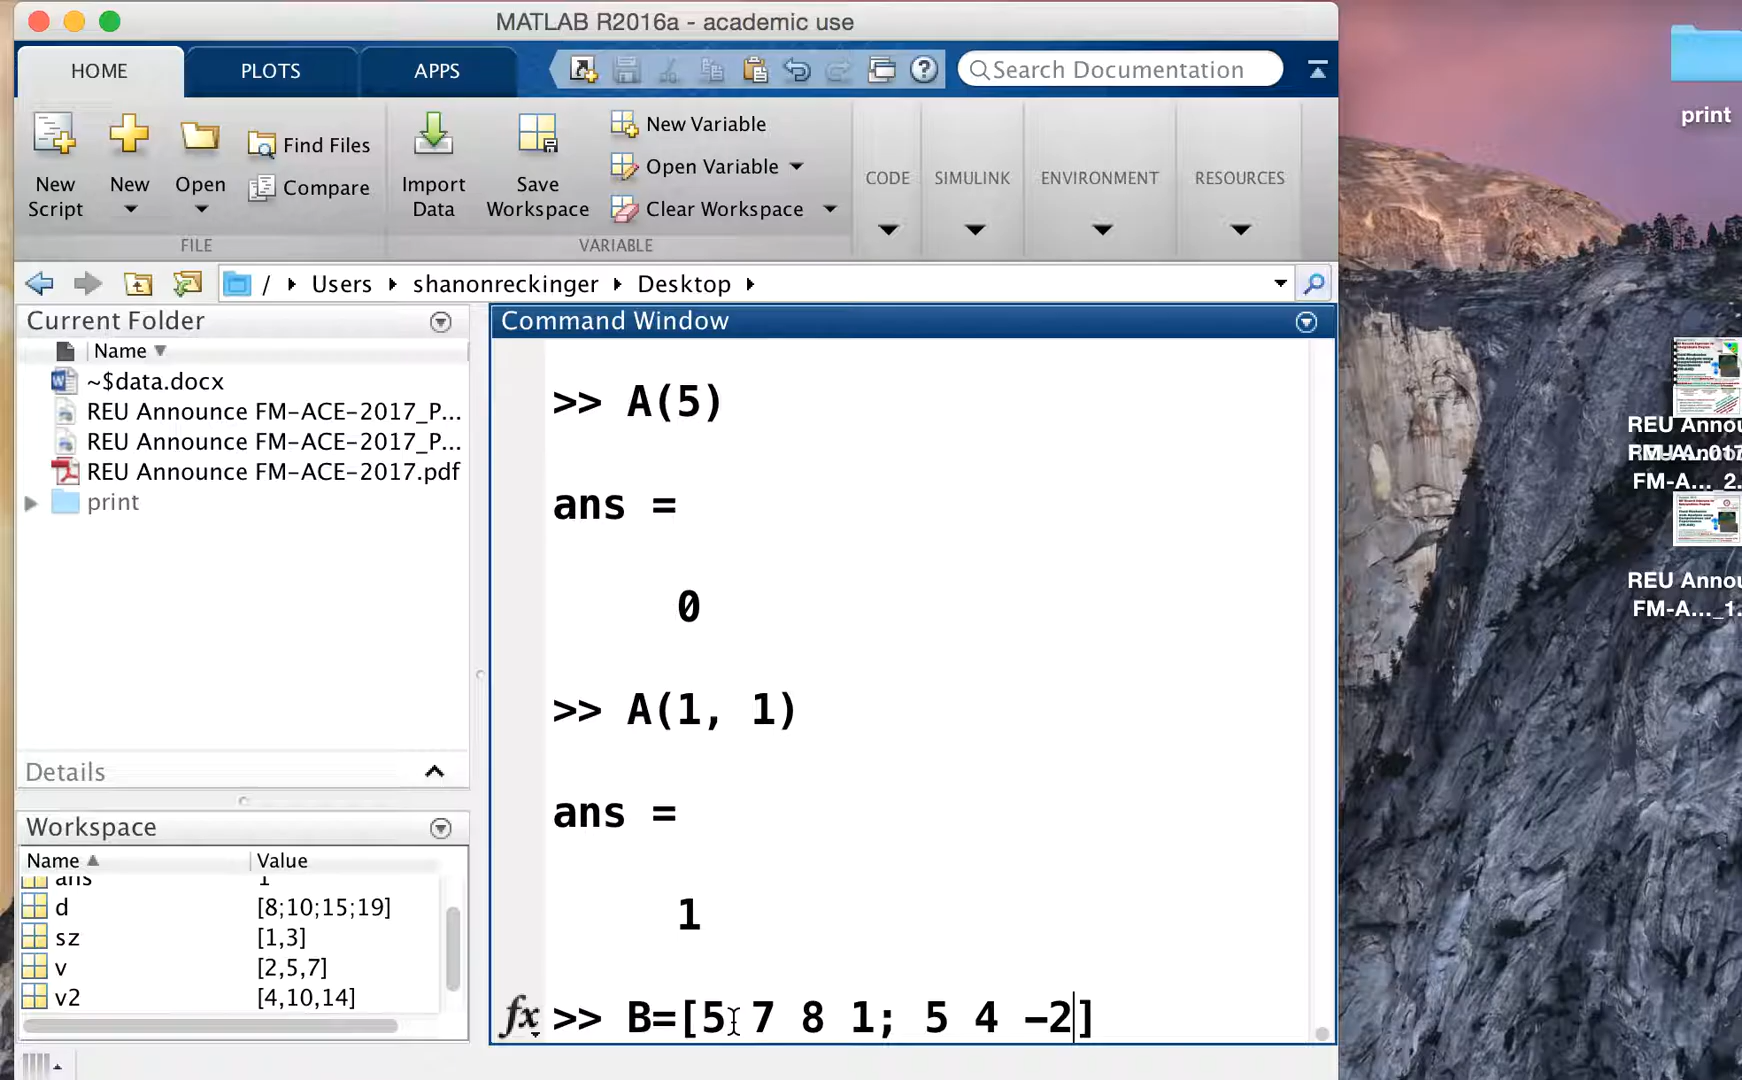 MATLAB R2016a - academic use
HOME
PLOTS
APPS
Search Documentation
New Script
New
Open
Find Files
Compare
Import Data
Save Workspace
New Variable
Open Variable
Clear Workspace
CODE
SIMULINK
ENVIRONMENT
RESOURCES
FILE
VARIABLE
/ Users shanonreckinger Desktop
Current Folder
Name
~$data.docx
REU Announce FM-ACE-2017_P...
REU Announce FM-ACE-2017_P...
REU Announce FM-ACE-2017.pdf
print
Details
Workspace
Name Value
ans 1
d [8;10;15;19]
sz [1,3]
v [2,5,7]
v2 [4,10,14]
Command Window
>> A(5)
ans =
0
>> A(1, 1)
ans =
1
fx >> B=[5 7 8 1; 5 4 -2]
print
REU Annou
FM-A... _2.
REU Annou
FM-A... _1.